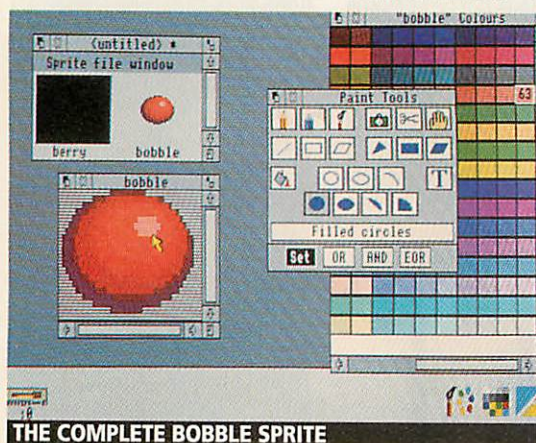 (untitled) *
Sprite file window
berry bobble
bobble
"bobble" Colours
63
Paint Tools
T
Filled circles
Set OR AND EOR
:0
THE COMPLETE BOBBLE SPRITE